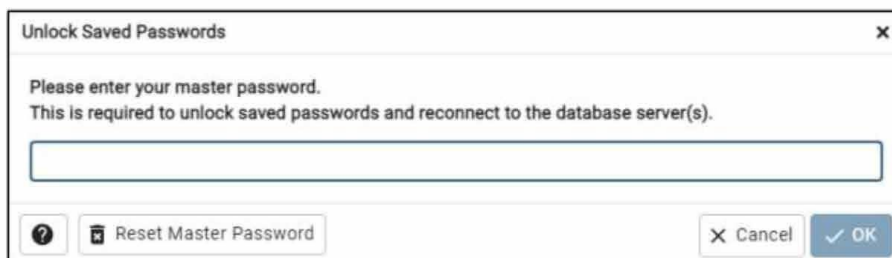 Unlock Saved Passwords
Please enter your master password.
This is required to unlock saved passwords and reconnect to the database server(s).
Reset Master Password
Cancel
OK